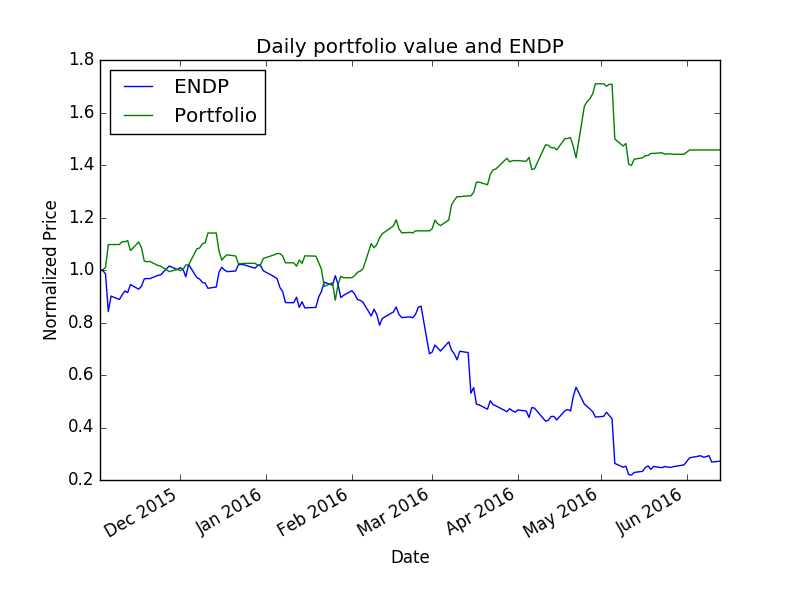 Daily portfolio value and ENDP
ENDP
Portfolio
1.8
1.6
1.4
1.2
1.0
0.8
0.6
0.4
0.2
Normalized Price
Dec 2015
Jan 2016
Feb 2016
Mar 2016
Apr 2016
May 2016
Jun 2016
Date